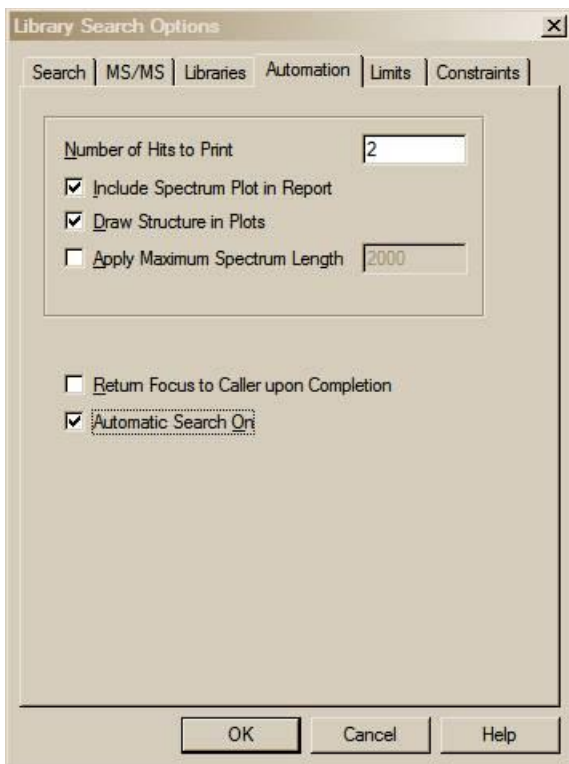 Library Search Options
Search MS/MS Libraries Automation Limits Constraints
Number of Hits to Print 2
Include Spectrum Plot in Report
Draw Structure in Plots
Apply Maximum Spectrum Length 2000
Return Focus to Caller upon Completion
Automatic Search On
OK Cancel Help